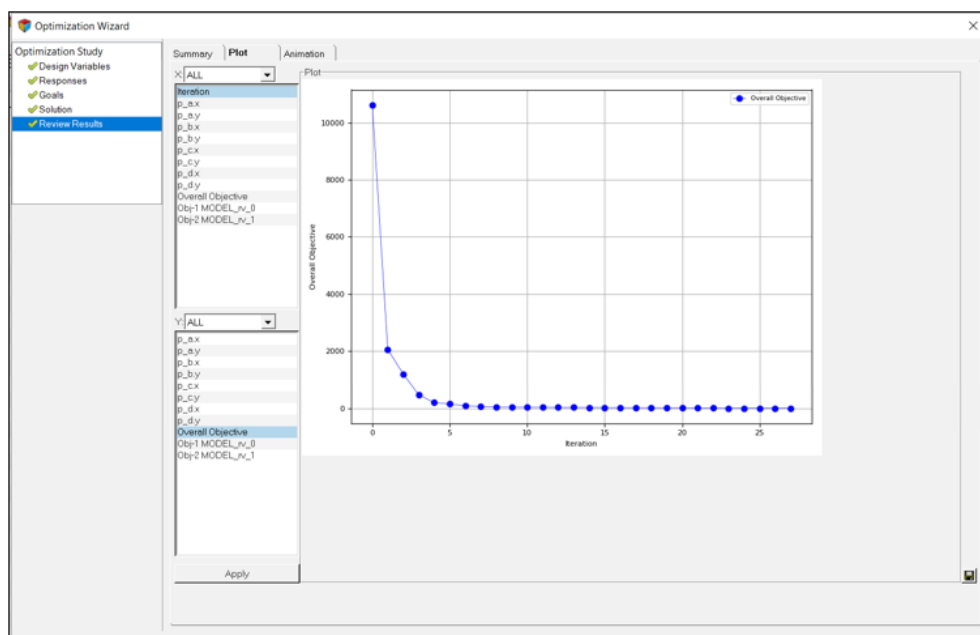 Optimization Wizard
Optimization Study
Design Variables
Responses
Goals
Solution
Review Results
Summary Plot Animation
X: ALL
Iteration
p_a.x
p_a.y
p_b.x
p_b.y
p_c.x
p_c.y
p_d.x
p_d.y
Overall Objective
Obj-1 MODEL_rv_0
Obj-2 MODEL_rv_1
Y: ALL
p_a.x
p_a.y
p_b.x
p_b.y
p_c.x
p_c.y
p_d.x
p_d.y
Overall Objective
Obj-1 MODEL_rv_0
Obj-2 MODEL_rv_1
Apply
Plot
Overall Objective
10000
8000
6000
4000
2000
0
Overall Objective
0 5 10 15 20 25
Iteration